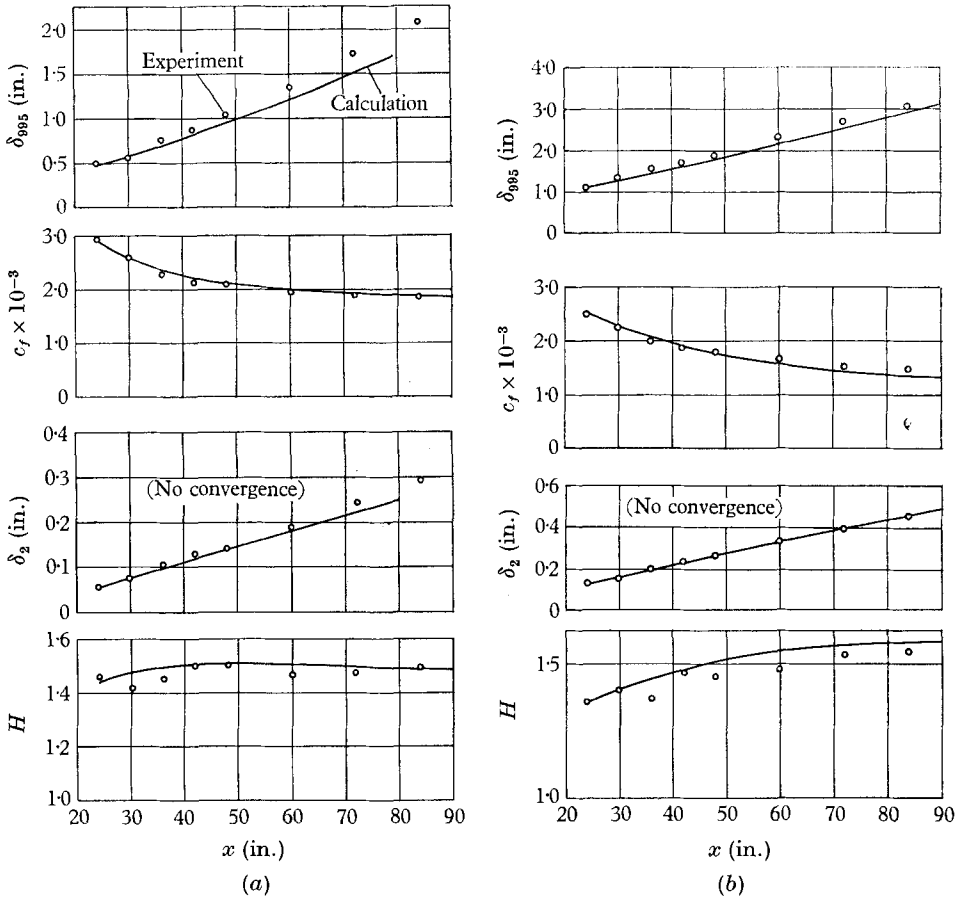 2·0
1·5
1·0
0·5
0
δ995 (in.)
Experiment
Calculation
3·0
2·0
1·0
0
cf × 10−3
0·4
0·3
0·2
0·1
0
δ2 (in.)
(No convergence)
1·6
1·4
1·2
1·0
H
20 30 40 50 60 70 80 90
x (in.)
(a)
4·0
3·0
2·0
1·0
0
δ995 (in.)
3·0
2·0
1·0
0
cf × 10−3
0·6
0·4
0·2
0
δ2 (in.)
(No convergence)
1·5
1·0
H
20 30 40 50 60 70 80 90
x (in.)
(b)